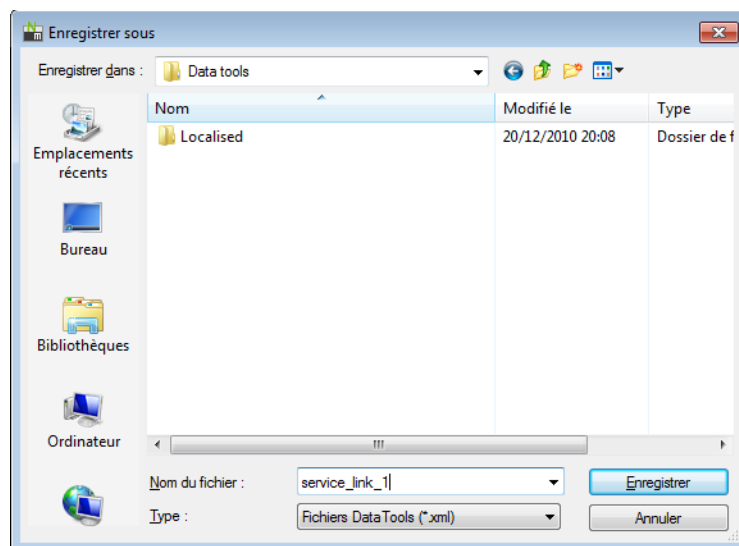 Enregistrer sous
Enregistrer dans :
Data tools
Nom
Modifié le
Type
Localised
20/12/2010 20:08
Dossier de f
Emplacements
récents
Bureau
Bibliothèques
Ordinateur
Nom du fichier :
service_link_1
Enregistrer
Type :
Fichiers DataTools (*.xml)
Annuler